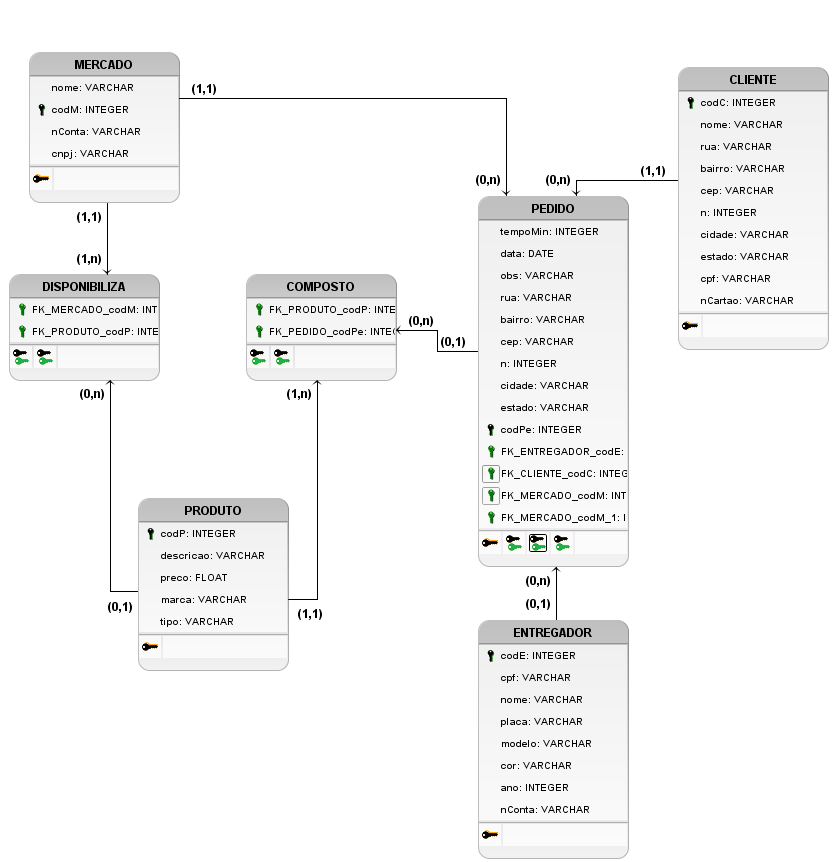 MERCADO
nome: VARCHAR
codM: INTEGER
nConta: VARCHAR
cnpj: VARCHAR
(1,1)
(1,1)
(1,n)
CLIENTE
codC: INTEGER
nome: VARCHAR
rua: VARCHAR
bairro: VARCHAR
cep: VARCHAR
n: INTEGER
cidade: VARCHAR
estado: VARCHAR
cpf: VARCHAR
nCartao: VARCHAR
(1,1)
(0,n)
(0,n)
PEDIDO
tempoMin: INTEGER
data: DATE
obs: VARCHAR
rua: VARCHAR
bairro: VARCHAR
cep: VARCHAR
n: INTEGER
cidade: VARCHAR
estado: VARCHAR
codPe: INTEGER
FK_ENTREGADOR_codE:
FK_CLIENTE_codC: INTEG
FK_MERCADO_codM: INT
FK_MERCADO_codM_1: I
DISPONIBILIZA
FK_MERCADO_codM: INT
FK_PRODUTO_codP: INTE
(0,n)
COMPOSTO
FK_PRODUTO_codP: INTE
FK_PEDIDO_codPe: INTEC
(0,n)
(0,1)
(1,n)
PRODUTO
codP: INTEGER
descricao: VARCHAR
preco: FLOAT
marca: VARCHAR
tipo: VARCHAR
(0,1)
(1,1)
(0,n)
(0,1)
ENTREGADOR
codE: INTEGER
cpf: VARCHAR
nome: VARCHAR
placa: VARCHAR
modelo: VARCHAR
cor: VARCHAR
ano: INTEGER
nConta: VARCHAR